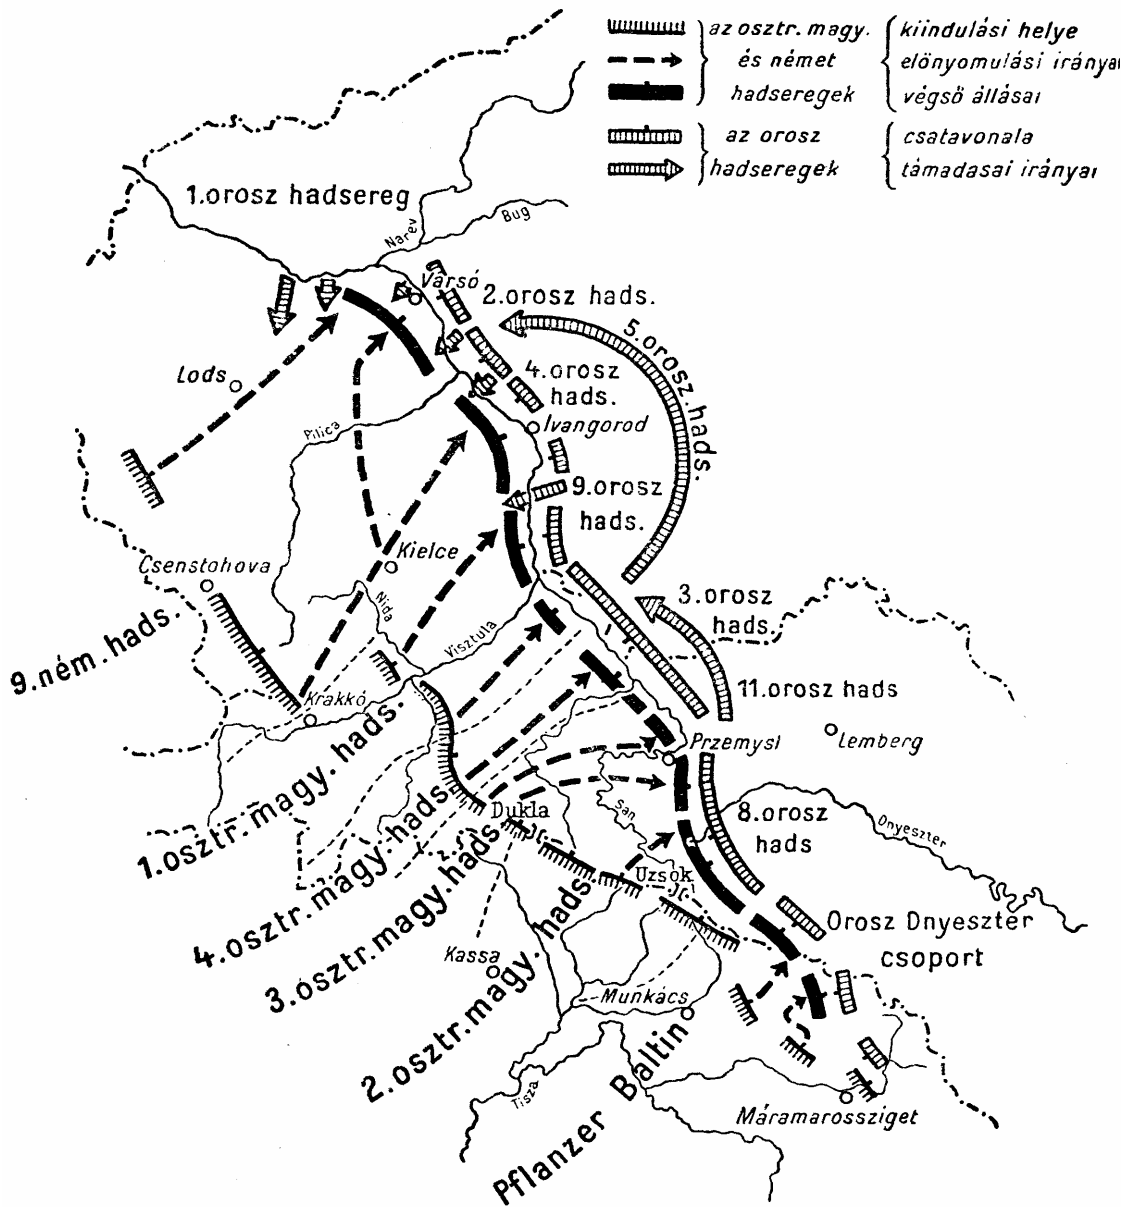 az osztr. magy. kiindulási helye
és német előnyomulási irányai
hadseregek végső állásai
az orosz csatavonala
hadseregek támadásai irányai
1.orosz hadsereg
Narev
Bug
Varsó
2.orosz hads.
5.orosz.hads.
Lods
4.orosz
hads.
Ivangorod
Pilica
9.orosz
hads.
Kielce
Csenstohova
Nida
3.orosz
hads.
Visztula
9.ném.hads.
Krakkó
11.orosz hads
Lemberg
Przemysl
1.osztr.magy.hads.
Dukla
San
8.orosz
hads
Dnyeszter
4.osztr.magy.hads.
Uzsok
3.osztr.magy.hads
Orosz Dnyeszter
csoport
Kassa
2.osztr.magy.hads.
Munkács
Tisza
Pflanzer Baltin
Máramarossziget